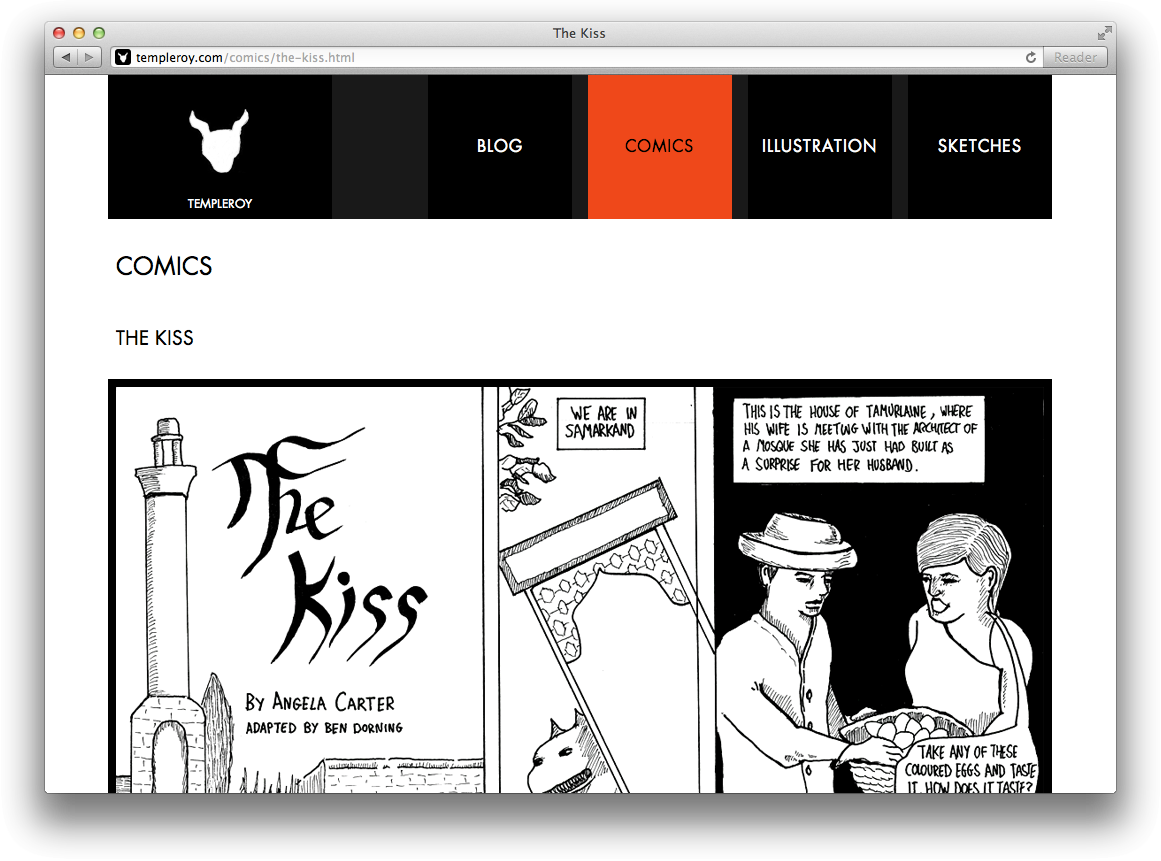 The Kiss
templeroy.com/comics/the-kiss.html
Reader
TEMPLEROY
BLOG
COMICS
ILLUSTRATION
SKETCHES
COMICS
THE KISS
The
Kiss
BY ANGELA CARTER
ADAPTED BY BEN DORNING
WE ARE IN
SAMARKAND
THIS IS THE HOUSE OF TAMURLAINE, WHERE
HIS WIFE IS MEETING WITH THE ARCHITECT OF
A MOSQUE SHE HAS JUST HAD BUILT AS
A SURPRISE FOR HER HUSBAND.
TAKE ANY OF THESE
COLOURED EGGS AND TASTE
IT. HOW DOES IT TASTE?